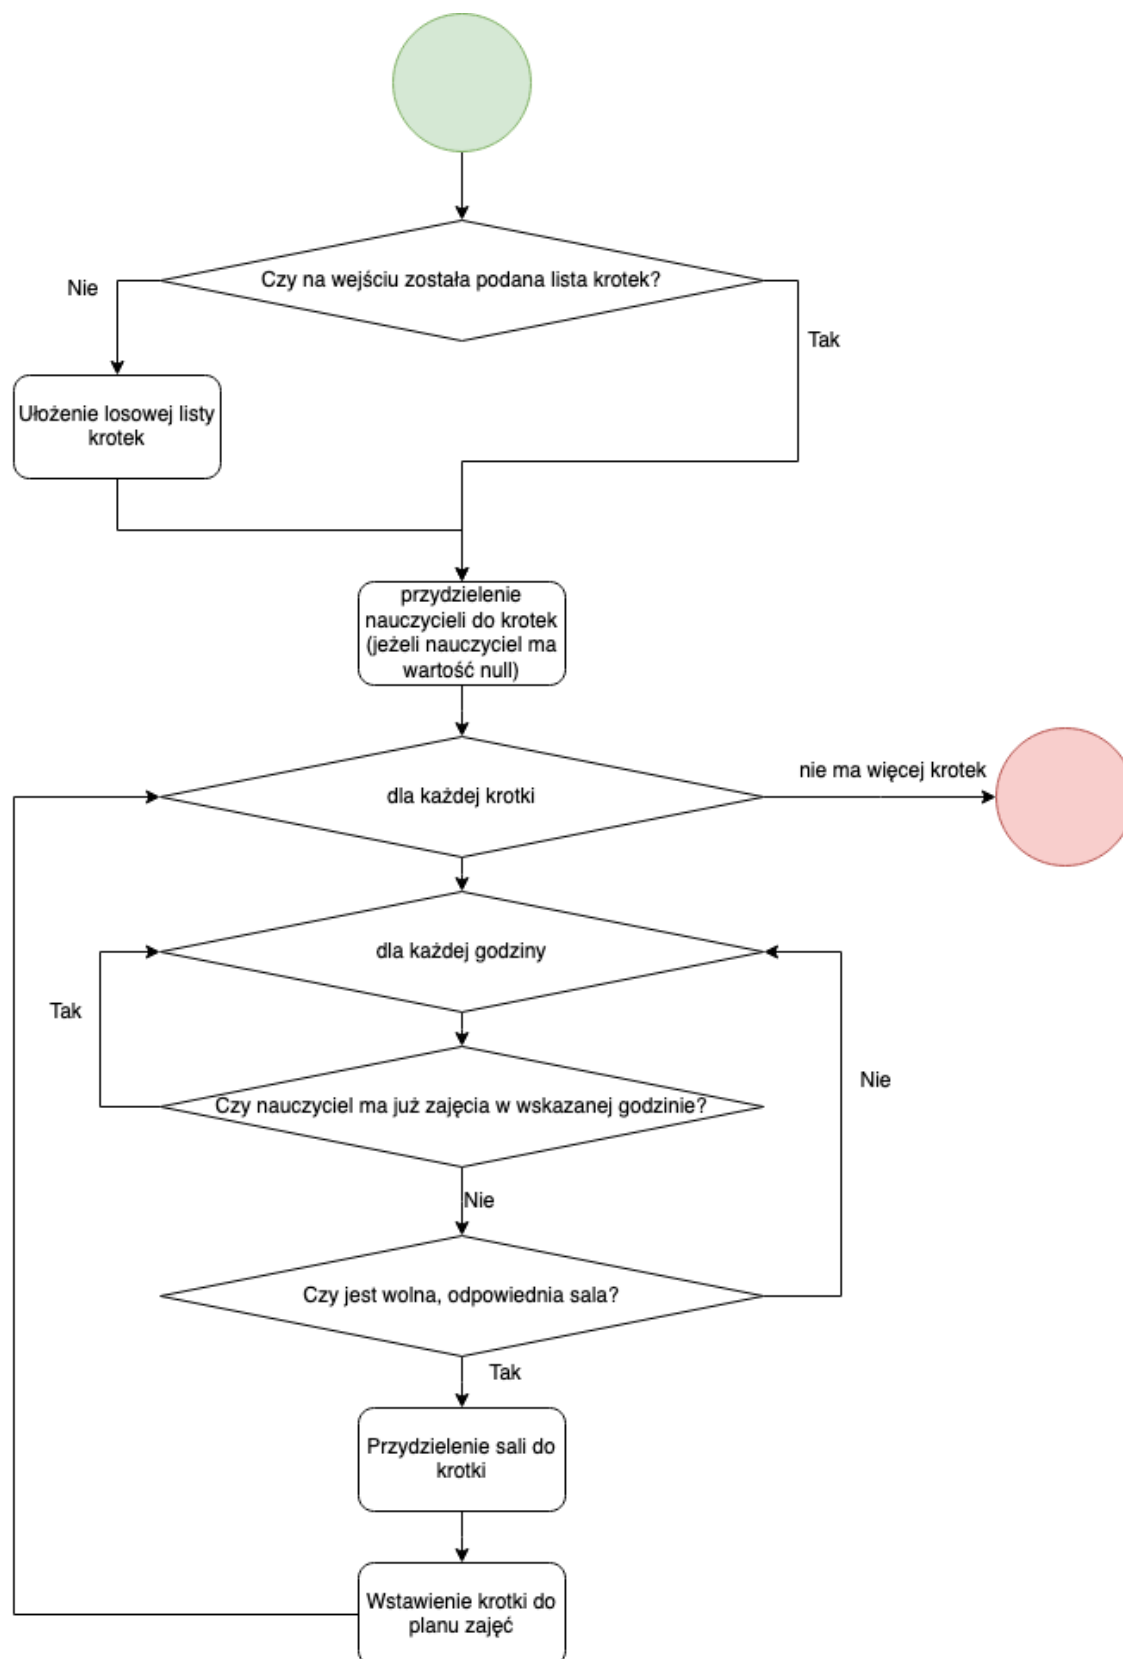 Czy na wejściu została podana lista krotek?
Nie
Tak
Ułożenie losowej listy
krotek
przydzielenie
nauczycieli do krotek
(jeżeli nauczyciel ma
wartość null)
nie ma więcej krotek
dla każdej krotki
dla każdej godziny
Tak
Nie
Czy nauczyciel ma już zajęcia w wskazanej godzinie?
Nie
Czy jest wolna, odpowiednia sala?
Tak
Przydzielenie sali do
krotki
Wstawienie krotki do
planu zajęć